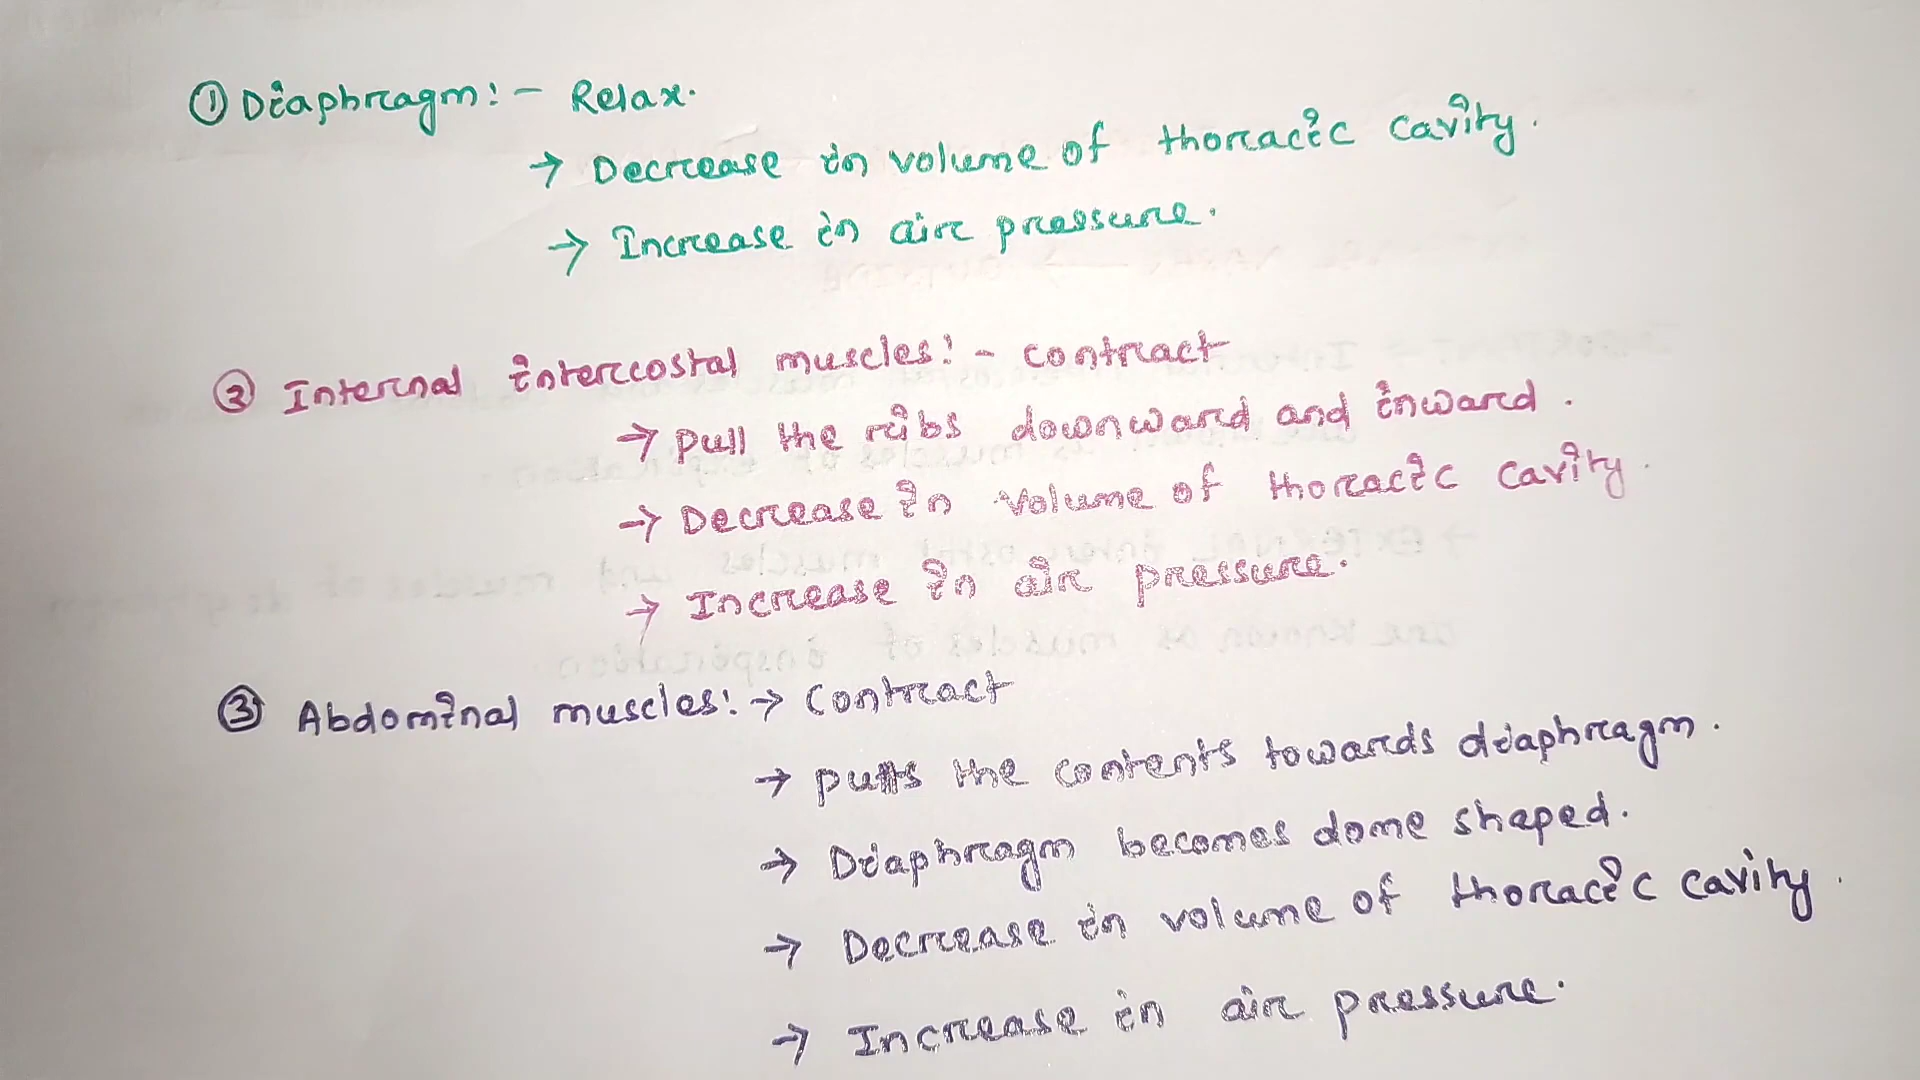 ① Diaphragm:- Relax.
→ Decrease in volume of thoracic cavity.
→ Increase in air pressure.
② Internal intercostal muscles:- contract
→ pull the ribs downward and inward.
→ Decrease in volume of thoracic cavity.
→ Increase in air pressure.
③ Abdominal muscles:→ Contract
→ the contents towards diaphragm.
→ Diaphragm becomes dome shaped.
→ Decrease in volume of thoracic cavity.
→ Increase in air pressure.